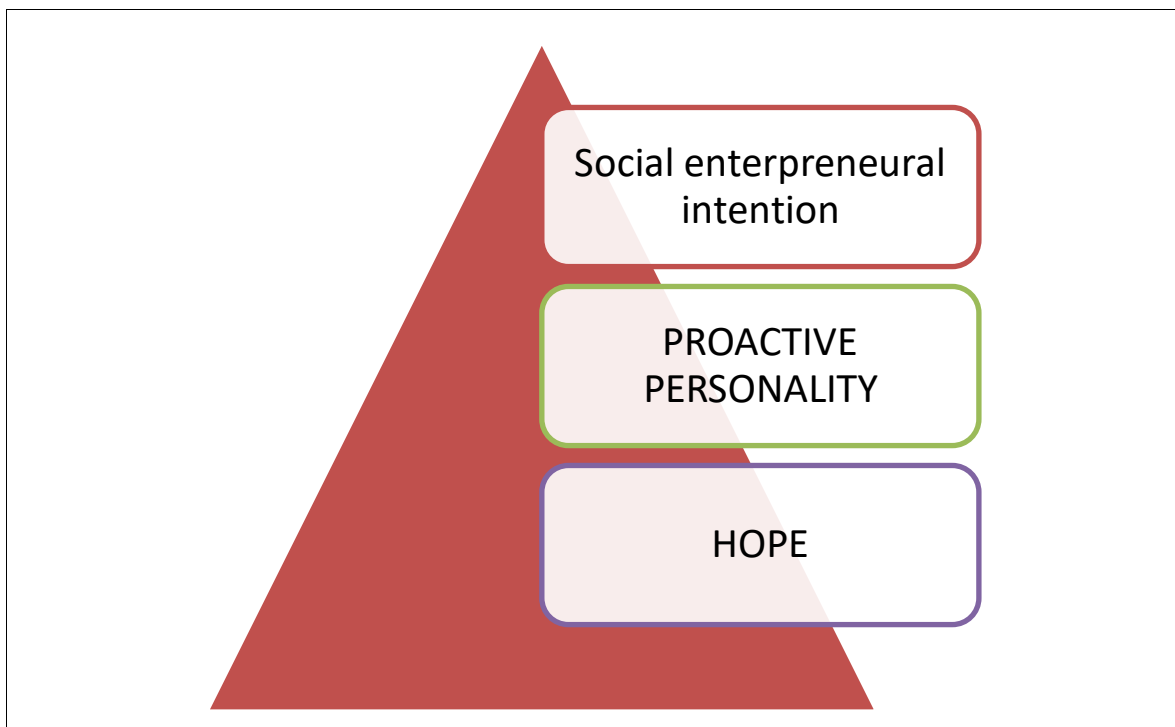 Social enterpreneural
intention
PROACTIVE
PERSONALITY
HOPE